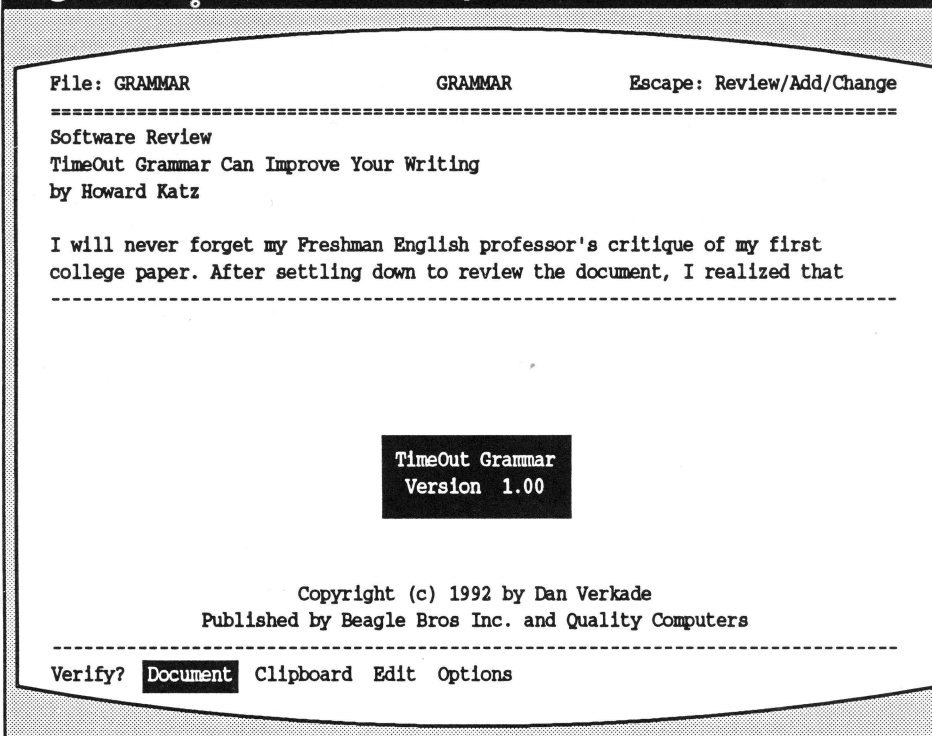 File: GRAMMAR GRAMMAR Escape: Review/Add/Change
Software Review
TimeOut Grammar Can Improve Your Writing
by Howard Katz
I will never forget my Freshman English professor's critique of my first
college paper. After settling down to review the document, I realized that
TimeOut Grammar
Version 1.00
Copyright (c) 1992 by Dan Verkade
Published by Beagle Bros Inc. and Quality Computers
Verify? Document Clipboard Edit Options